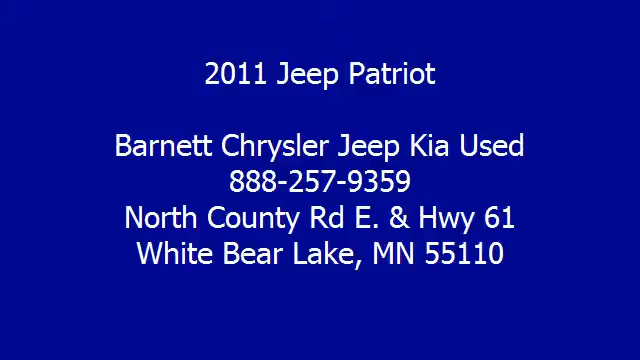 2011 Jeep Patriot
Barnett Chrysler Jeep Kia Used
888-257-9359
North County Rd E. & Hwy 61
White Bear Lake, MN 55110